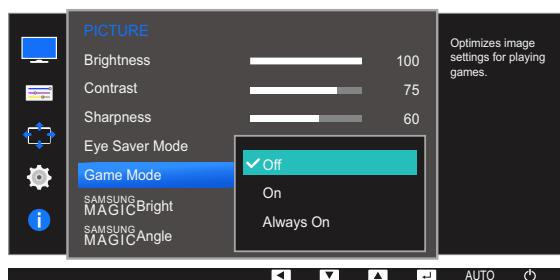 PICTURE
Brightness 100
Contrast 75
Sharpness 60
Eye Saver Mode
Game Mode
Off
On
Always On
SAMSUNG
MAGICBright
SAMSUNG
MAGICAngle
Optimizes image
settings for playing
games.
AUTO